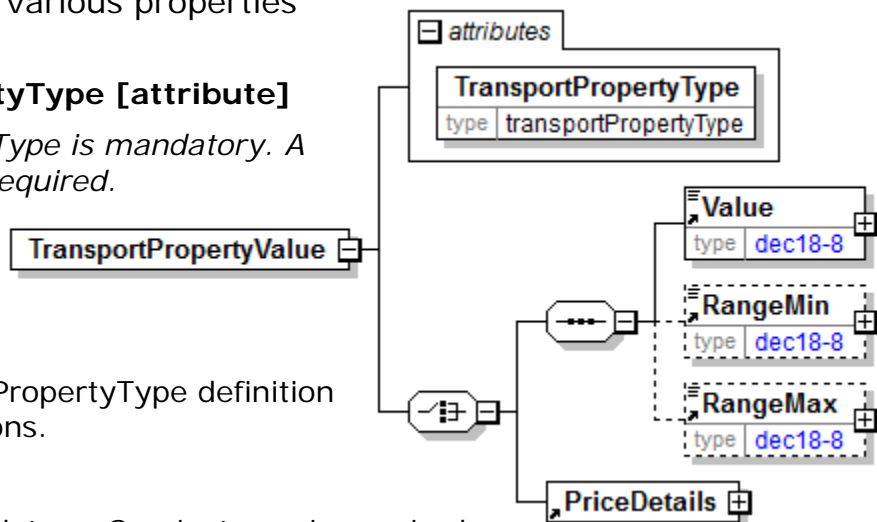 various properties
tyType [attribute]
Type is mandatory. A
equired.
PropertyType definition
ons.
attributes
TransportPropertyType
type transportPropertyType
TransportPropertyValue
Value
type dec18-8
RangeMin
type dec18-8
RangeMax
type dec18-8
PriceDetails